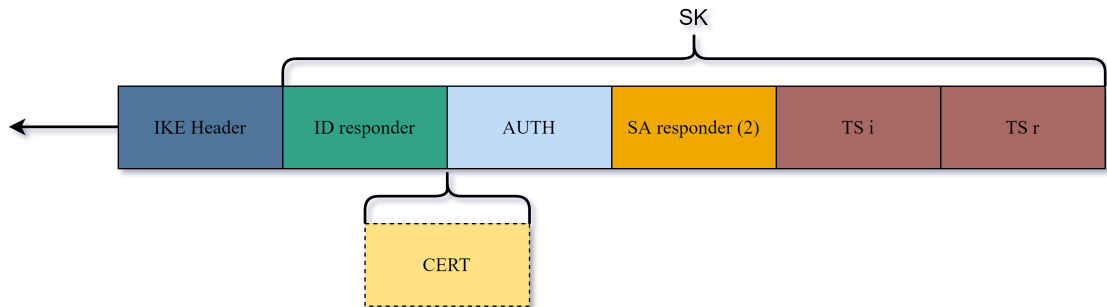 SK
IKE Header
ID responder
AUTH
SA responder (2)
TS i
TS r
CERT